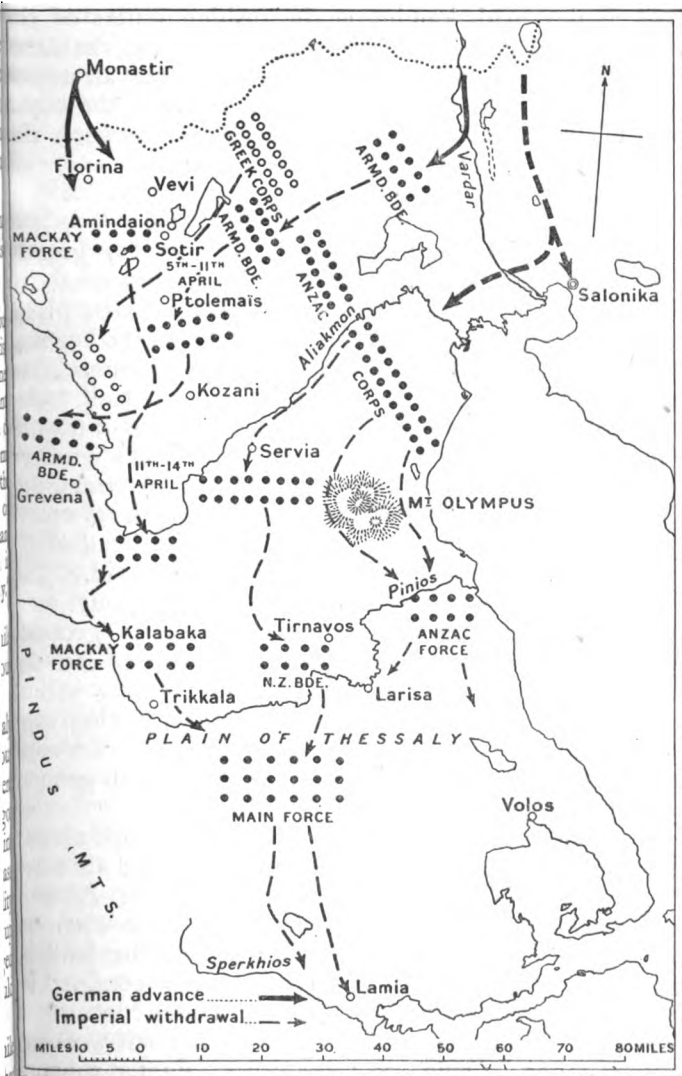 Monastir
N
Florina
Vevi
GREEK CORPS
ARMD. BDE.
Vardar
Amindaion
MACKAY
FORCE
Sotir
5TH–11TH
APRIL
ARMD. BDE.
ANZAC
Salonika
Ptolemaïs
Aliakmon
CORPS
Kozani
ARMD.
BDE.
Grevena
11TH–14TH
APRIL
Servia
MT OLYMPUS
Pinios
Kalabaka
MACKAY
FORCE
Tirnavos
N.Z. BDE.
ANZAC
FORCE
Trikkala
Larisa
PINDUS
MTS.
PLAIN OF THESSALY
MAIN FORCE
Volos
Sperkhios
Lamia
German advance
Imperial withdrawal
MILES 10 5 0 10 20 30 40 50 60 70 80 MILES